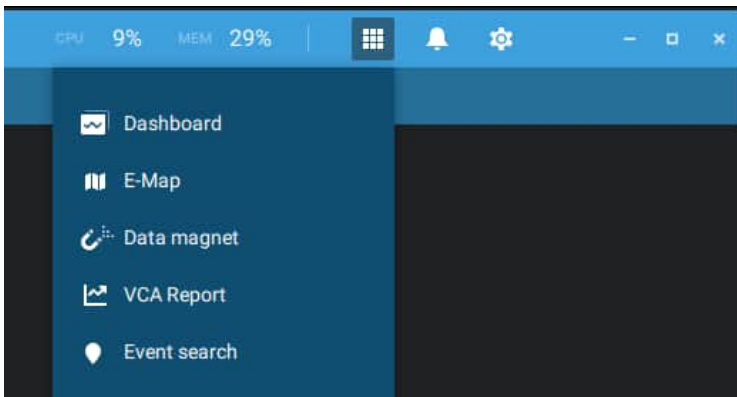 CPU 9% MEM 29%
Dashboard
E-Map
Data magnet
VCA Report
Event search